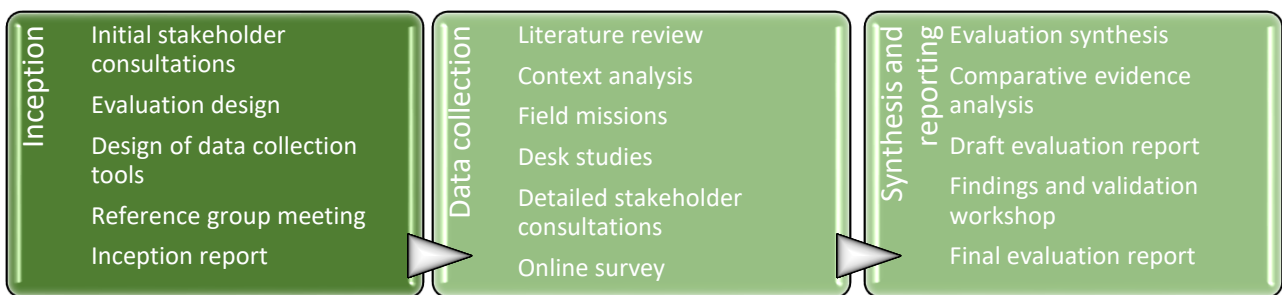 Inception
Initial stakeholder
consultations
Evaluation design
Design of data collection
tools
Reference group meeting
Inception report
Data collection
Literature review
Context analysis
Field missions
Desk studies
Detailed stakeholder
consultations
Online survey
Synthesis and
reporting
Evaluation synthesis
Comparative evidence
analysis
Draft evaluation report
Findings and validation
workshop
Final evaluation report